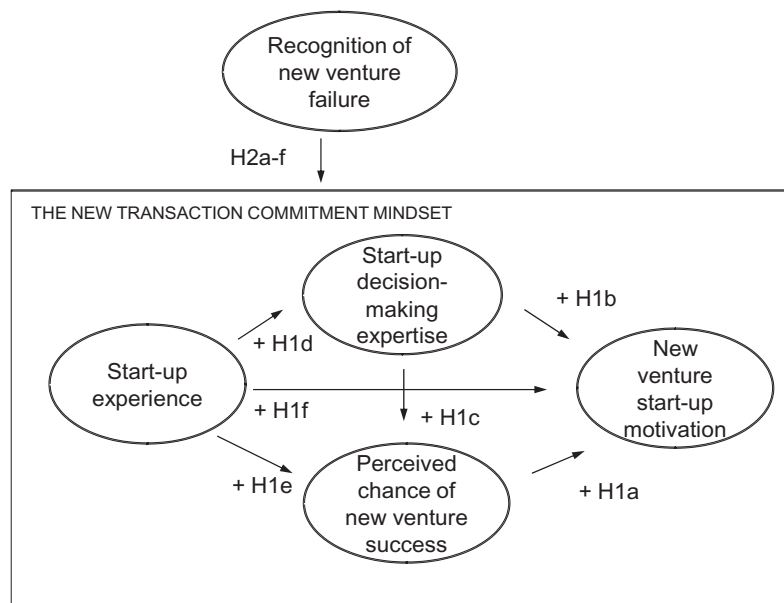 Recognition of
new venture
failure
H2a-f
THE NEW TRANSACTION COMMITMENT MINDSET
Start-up
decision-
making
expertise
+ H1b
+ H1d
Start-up
experience
New
venture
start-up
motivation
+ H1f
+ H1c
+ H1e
Perceived
chance of
new venture
success
+ H1a